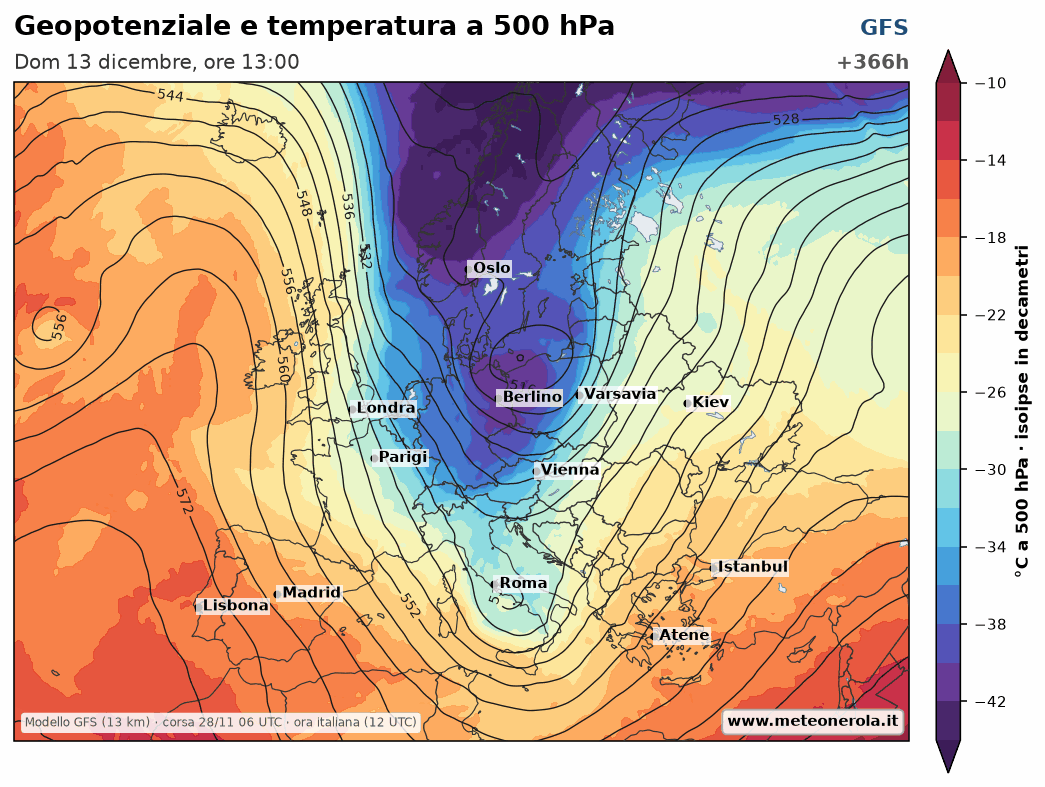 Geopotenziale e temperatura a 500 hPa
GFS
Dom 13 dicembre, ore 13:00
+366h
544
528
548
536
532
556
556
560
572
552
Oslo
Berlino
Varsavia
Kiev
Londra
Parigi
Vienna
Roma
Istanbul
Madrid
Lisbona
Atene
Modello GFS (13 km) · corsa 28/11 06 UTC · ora italiana (12 UTC)
www.meteonerola.it
−10
−14
−18
−22
−26
−30
−34
−38
−42
°C a 500 hPa · isoipse in decametri